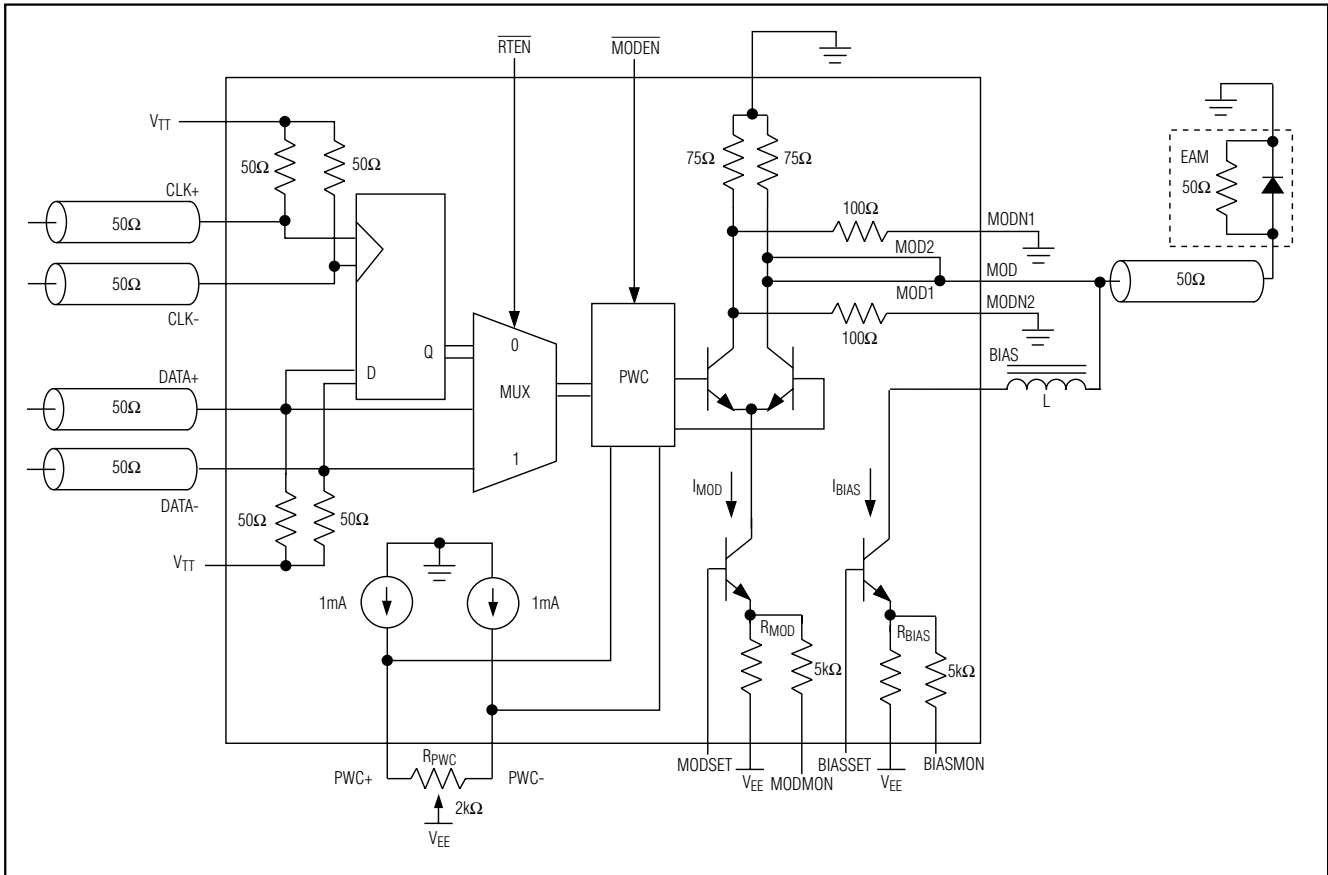 RTEN
MODEN
VTT
50Ω
50Ω
CLK+
50Ω
50Ω
CLK-
DATA+
50Ω
50Ω
DATA-
50Ω
50Ω
VTT
D
Q
0
MUX
1
PWC
75Ω
75Ω
100Ω
MODN1
MOD2
MOD
MOD1
MODN2
100Ω
EAM
50Ω
50Ω
BIAS
L
IMOD
IBIAS
1mA
1mA
RMOD
5kΩ
RBIAS
5kΩ
RPWC
PWC+
PWC-
2kΩ
VEE
MODSET
VEE
MODMON
BIASSET
VEE
BIASMON